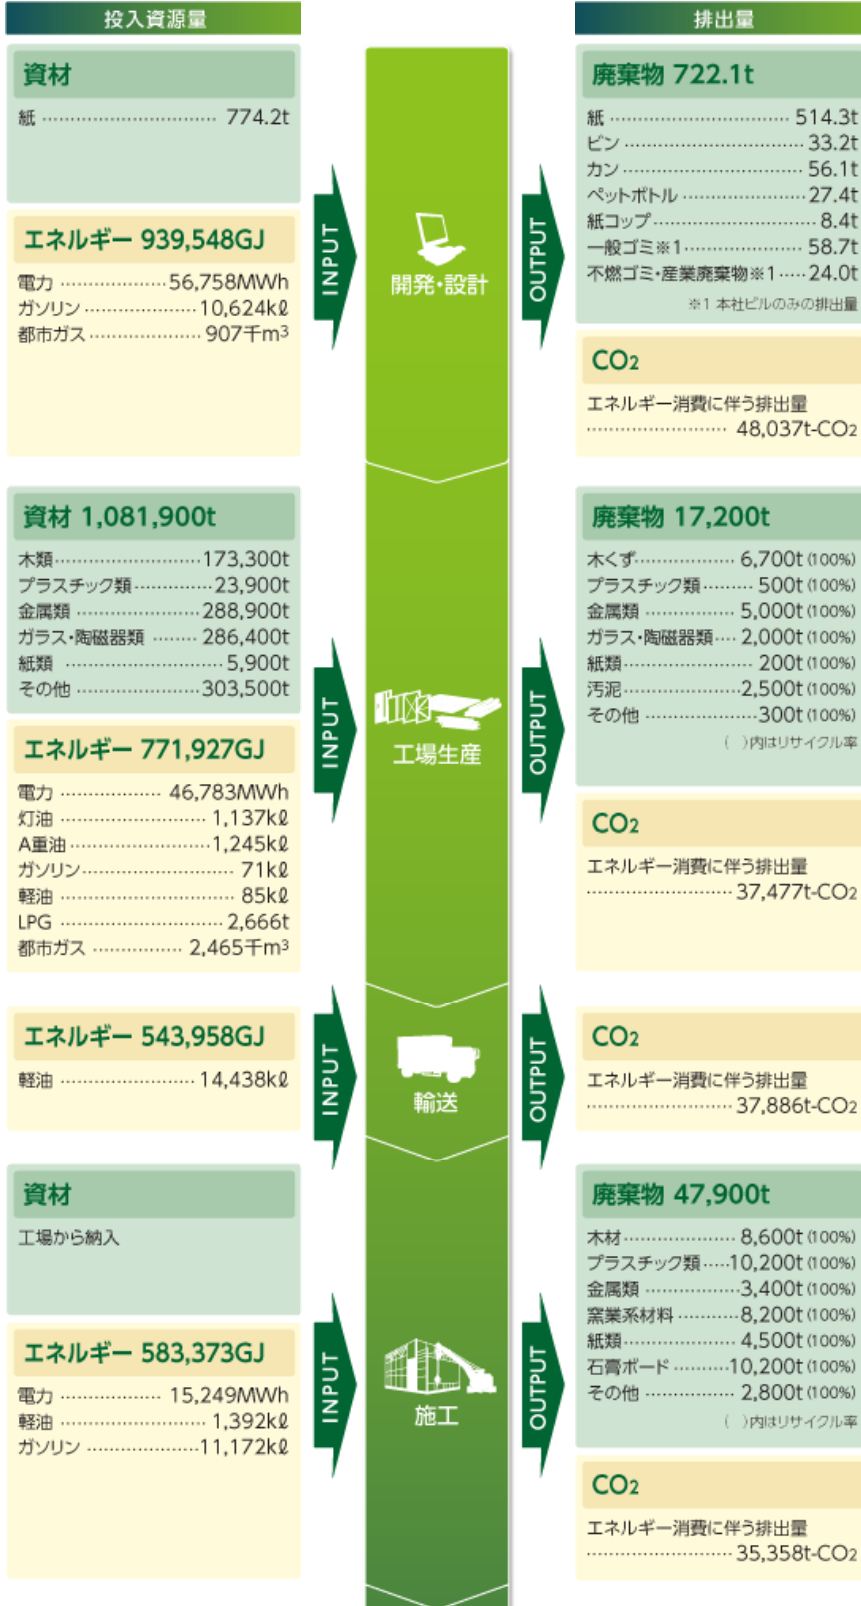 投入資源量
排出量
資材
紙 ………………………… 774.2t
エネルギー 939,548GJ
電力 ………………56,758MWh
ガソリン ………………… 10,624kℓ
都市ガス ………………… 907千m³
INPUT
開発・設計
OUTPUT
廃棄物 722.1t
紙 ………………………… 514.3t
ビン ………………………… 33.2t
カン ………………………… 56.1t
ペットボトル ………………… 27.4t
紙コップ ……………………… 8.4t
一般ゴミ※1 ………………… 58.7t
不燃ゴミ・産業廃棄物※1 …… 24.0t
※1 本社ビルのみの排出量
CO₂
エネルギー消費に伴う排出量
…………………… 48,037t-CO₂
資材 1,081,900t
木類 …………………… 173,300t
プラスチック類 …………… 23,900t
金属類 ………………… 288,900t
ガラス・陶磁器類 ……… 286,400t
紙類 ……………………… 5,900t
その他 ………………… 303,500t
エネルギー 771,927GJ
電力 ……………… 46,783MWh
灯油 …………………… 1,137kℓ
A重油 …………………… 1,245kℓ
ガソリン …………………… 71kℓ
軽油 ……………………… 85kℓ
LPG …………………… 2,666t
都市ガス …………… 2,465千m³
INPUT
工場生産
OUTPUT
廃棄物 17,200t
木くず ……………… 6,700t (100%)
プラスチック類 ……… 500t (100%)
金属類 …………… 5,000t (100%)
ガラス・陶磁器類 …… 2,000t (100%)
紙類 ………………… 200t (100%)
汚泥 ………………… 2,500t (100%)
その他 ……………… 300t (100%)
( )内はリサイクル率
CO₂
エネルギー消費に伴う排出量
…………………… 37,477t-CO₂
エネルギー 543,958GJ
軽油 …………………… 14,438kℓ
INPUT
輸送
OUTPUT
CO₂
エネルギー消費に伴う排出量
…………………… 37,886t-CO₂
資材
工場から納入
エネルギー 583,373GJ
電力 ……………… 15,249MWh
軽油 …………………… 1,392kℓ
ガソリン ………………… 11,172kℓ
INPUT
施工
OUTPUT
廃棄物 47,900t
木材 ……………… 8,600t (100%)
プラスチック類 …… 10,200t (100%)
金属類 …………… 3,400t (100%)
窯業系材料 ……… 8,200t (100%)
紙類 ……………… 4,500t (100%)
石膏ボード ……… 10,200t (100%)
その他 …………… 2,800t (100%)
( )内はリサイクル率
CO₂
エネルギー消費に伴う排出量
…………………… 35,358t-CO₂